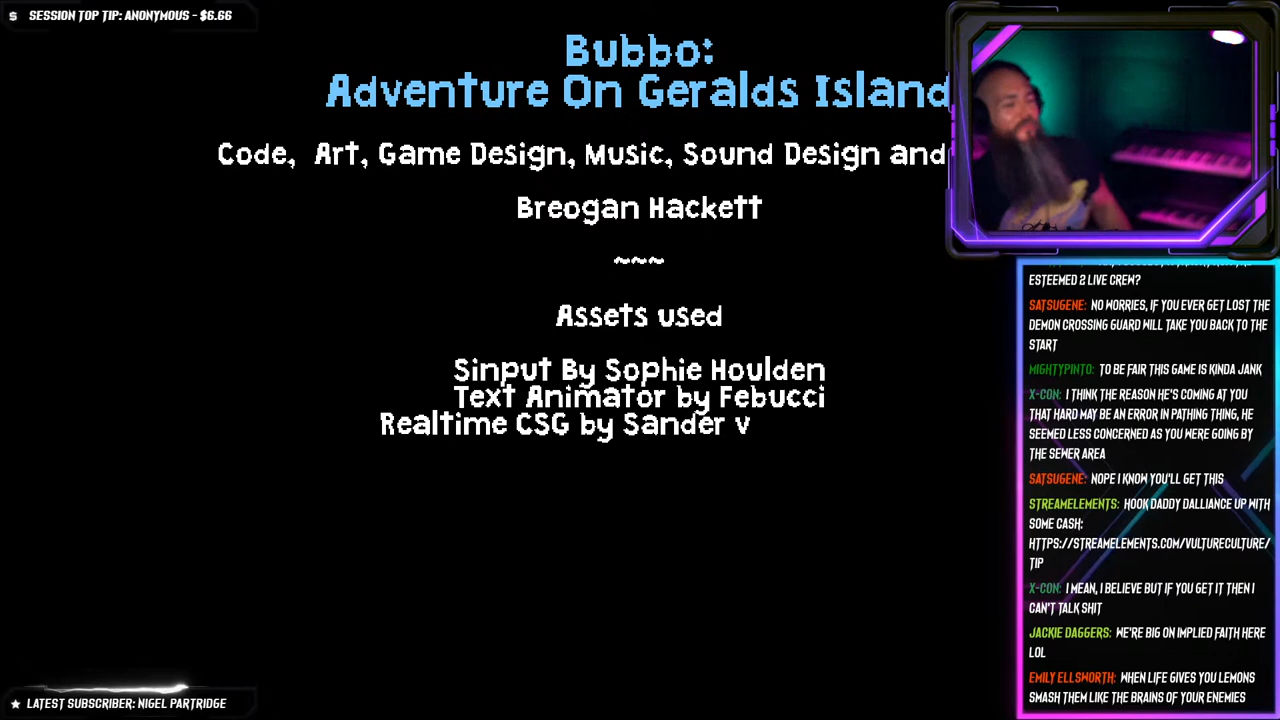 SESSION TOP TIP: ANONYMOUS - $6.66
Bubbo:
Adventure On Geralds Island
Code, Art, Game Design, Music, Sound Design and
Breogan Hackett
~~~
Assets used
Sinput By Sophie Houlden
Text Animator by Febucci
Realtime CSG by Sander v
ESTEEMED 2 LIVE CREW?
SATSUGENE: NO WORRIES, IF YOU EVER GET LOST THE
DEMON CROSSING GUARD WILL TAKE YOU BACK TO THE
START
MIGHTYPINTO: TO BE FAIR THIS GAME IS KINDA JANK
X-CON: I THINK THE REASON HE'S COMING AT YOU
THAT HARD MAY BE AN ERROR IN PATHING THING, HE
SEEMED LESS CONCERNED AS YOU WERE GOING BY
THE SEWER AREA
SATSUGENE: NOPE I KNOW YOU'LL GET THIS
STREAMELEMENTS: HOOK DADDY DALLIANCE UP WITH
SOME CASH:
HTTPS://STREAMELEMENTS.COM/VULTURECULTURE/
TIP
X-CON: I MEAN, I BELIEVE BUT IF YOU GET IT THEN I
CAN'T TALK SHIT
JACKIE DAGGERS: WE'RE BIG ON IMPLIED FAITH HERE
LOL
EMILY ELLSWORTH: WHEN LIFE GIVES YOU LEMONS
SMASH THEM LIKE THE BRAINS OF YOUR ENEMIES
LATEST SUBSCRIBER: NIGEL PARTRIDGE